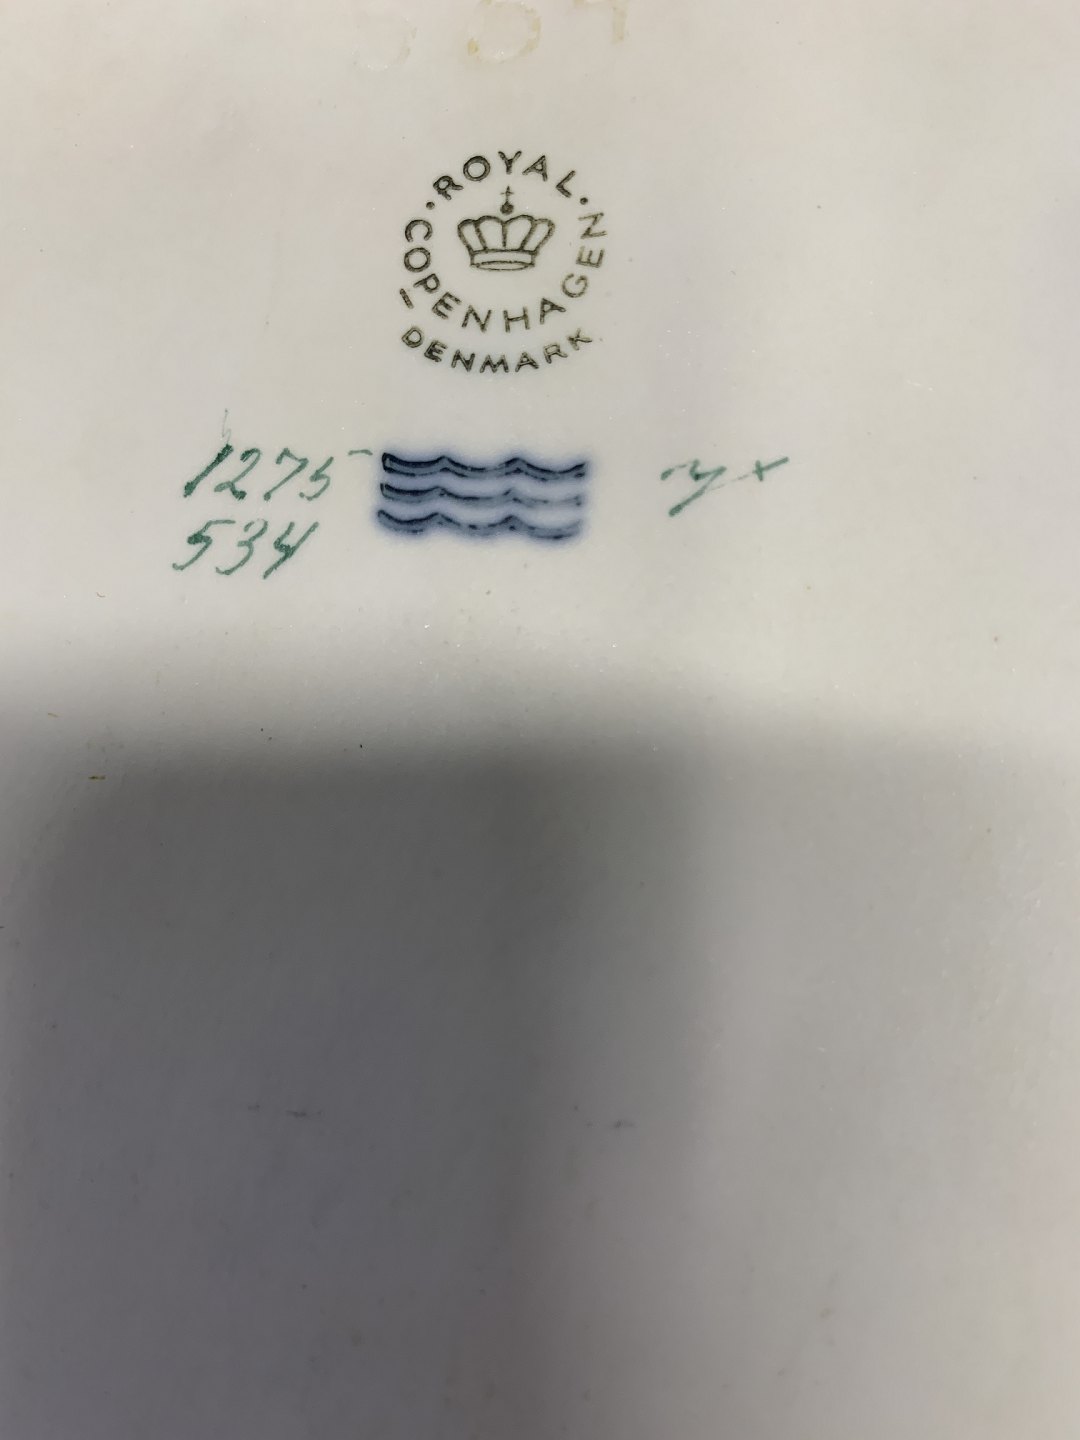 ROYAL
COPENHAGEN
DENMARK
1275
534